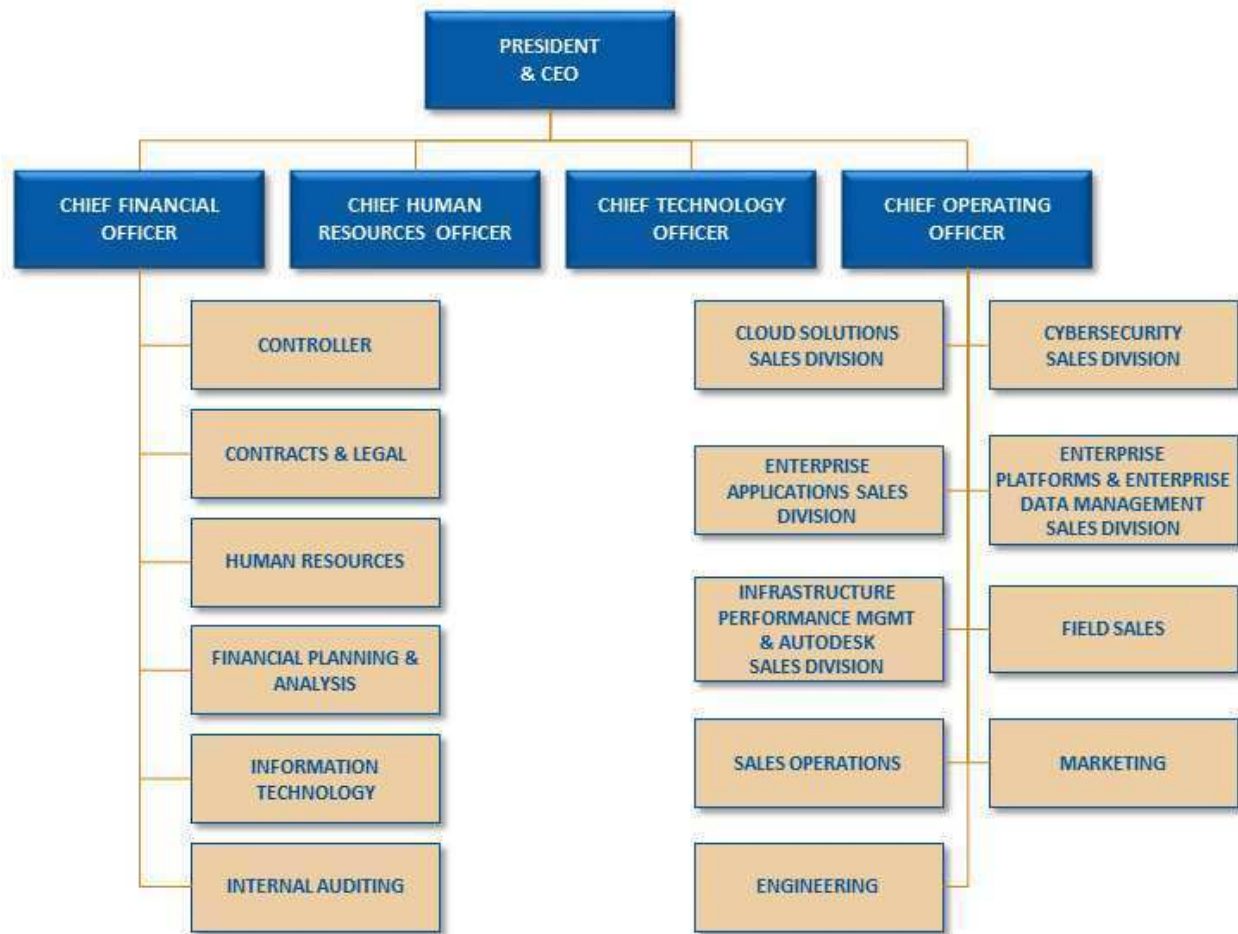 PRESIDENT
& CEO
CHIEF FINANCIAL
OFFICER
CHIEF HUMAN
RESOURCES OFFICER
CHIEF TECHNOLOGY
OFFICER
CHIEF OPERATING
OFFICER
CONTROLLER
CONTRACTS & LEGAL
HUMAN RESOURCES
FINANCIAL PLANNING &
ANALYSIS
INFORMATION
TECHNOLOGY
INTERNAL AUDITING
CLOUD SOLUTIONS
SALES DIVISION
CYBERSECURITY
SALES DIVISION
ENTERPRISE
APPLICATIONS SALES
DIVISION
ENTERPRISE
PLATFORMS & ENTERPRISE
DATA MANAGEMENT
SALES DIVISION
INFRASTRUCTURE
PERFORMANCE MGMT
& AUTODESK
SALES DIVISION
FIELD SALES
SALES OPERATIONS
MARKETING
ENGINEERING